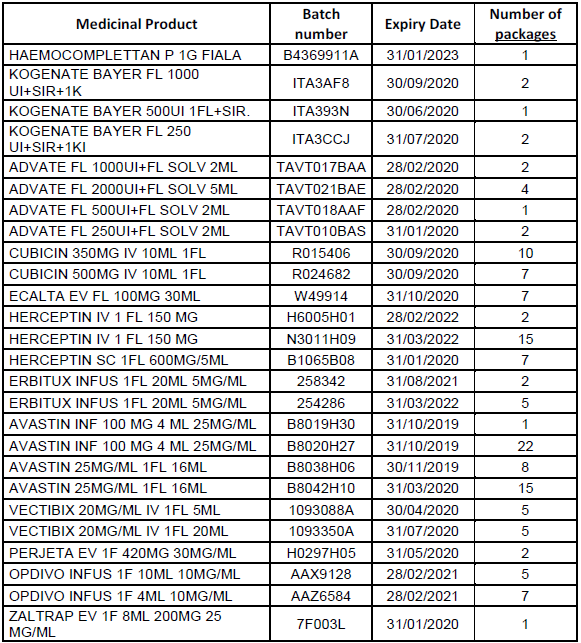 Medicinal Product Batch number Expiry Date Number of packages
HAEMOCOMPLETTAN P 1G FIALA B4369911A 31/01/2023 1
KOGENATE BAYER FL 1000 UI+SIR+1K ITA3AF8 30/09/2020 2
KOGENATE BAYER 500UI 1FL+SIR. ITA393N 30/06/2020 1
KOGENATE BAYER FL 250 UI+SIR+1KI ITA3CCJ 31/07/2020 2
ADVATE FL 1000UI+FL SOLV 2ML TAVT017BAA 28/02/2020 2
ADVATE FL 2000UI+FL SOLV 5ML TAVT021BAE 28/02/2020 4
ADVATE FL 500UI+FL SOLV 2ML TAVT018AAF 28/02/2020 1
ADVATE FL 250UI+FL SOLV 2ML TAVT010BAS 31/01/2020 2
CUBICIN 350MG IV 10ML 1FL R015406 30/09/2020 10
CUBICIN 500MG IV 10ML 1FL R024682 30/09/2020 7
ECALTA EV FL 100MG 30ML W49914 31/10/2020 7
HERCEPTIN IV 1 FL 150 MG H6005H01 28/02/2022 2
HERCEPTIN IV 1 FL 150 MG N3011H09 31/03/2022 15
HERCEPTIN SC 1FL 600MG/5ML B1065B08 31/01/2020 7
ERBITUX INFUS 1FL 20ML 5MG/ML 258342 31/08/2021 2
ERBITUX INFUS 1FL 20ML 5MG/ML 254286 31/03/2022 5
AVASTIN INF 100 MG 4 ML 25MG/ML B8019H30 31/10/2019 1
AVASTIN INF 100 MG 4 ML 25MG/ML B8020H27 31/10/2019 22
AVASTIN 25MG/ML 1FL 16ML B8038H06 30/11/2019 8
AVASTIN 25MG/ML 1FL 16ML B8042H10 31/03/2020 15
VECTIBIX 20MG/ML IV 1FL 5ML 1093088A 30/04/2020 5
VECTIBIX 20MG/ML IV 1FL 20ML 1093350A 31/07/2020 5
PERJETA EV 1F 420MG 30MG/ML H0297H05 31/05/2020 2
OPDIVO INFUS 1F 10ML 10MG/ML AAX9128 28/02/2021 5
OPDIVO INFUS 1F 4ML 10MG/ML AAZ6584 28/02/2021 7
ZALTRAP EV 1F 8ML 200MG 25 MG/ML 7F003L 31/01/2020 1